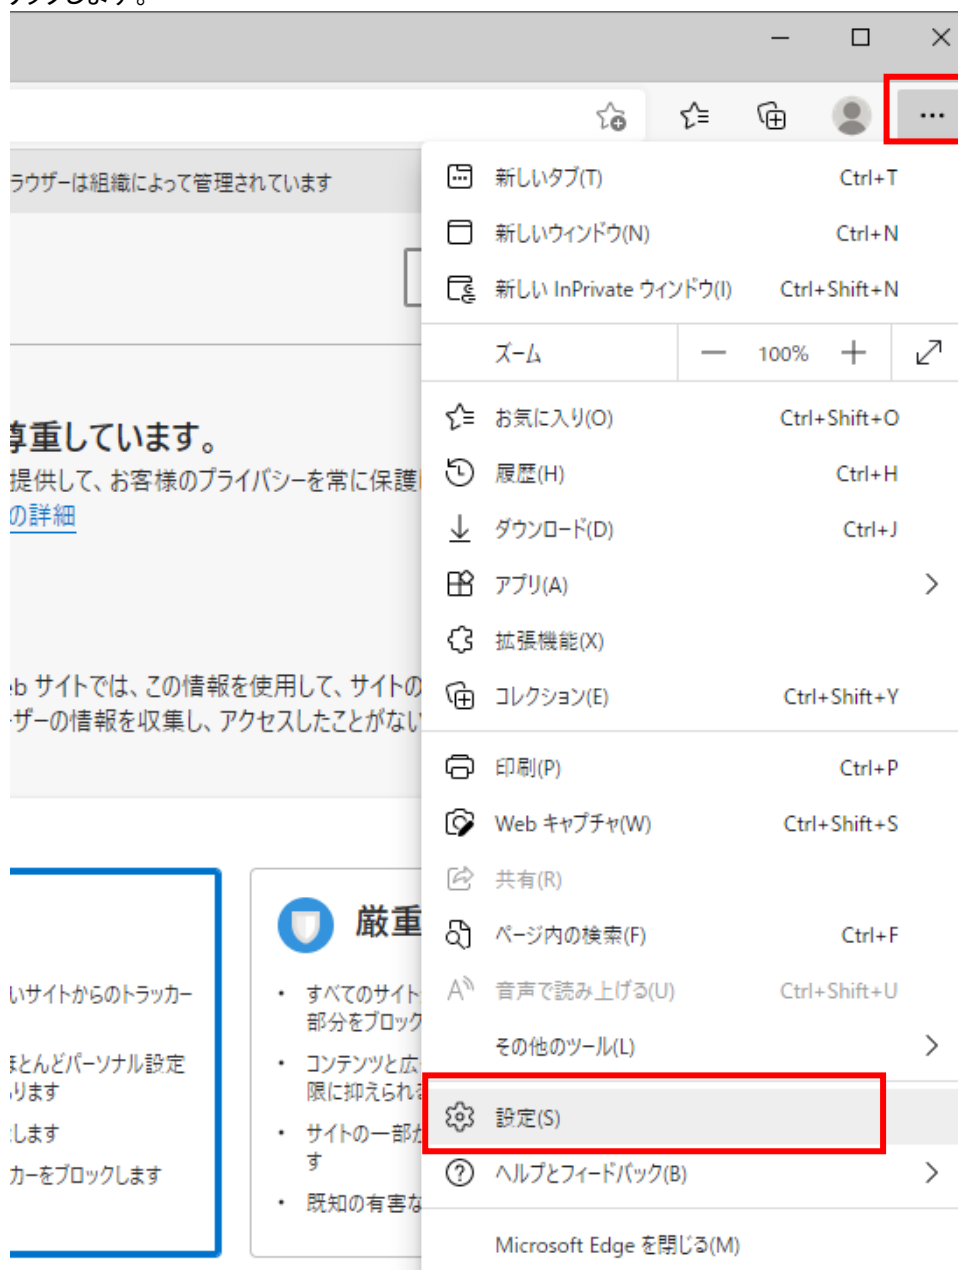 リックします。
ラウザーは組織によって管理されています
新しいタブ(T) Ctrl+T
新しいウィンドウ(N) Ctrl+N
新しい InPrivate ウィンドウ(I) Ctrl+Shift+N
ズーム 100%
お気に入り(O) Ctrl+Shift+O
履歴(H) Ctrl+H
ダウンロード(D) Ctrl+J
アプリ(A)
拡張機能(X)
コレクション(E) Ctrl+Shift+Y
印刷(P) Ctrl+P
Web キャプチャ(W) Ctrl+Shift+S
共有(R)
ページ内の検索(F) Ctrl+F
音声で読み上げる(U) Ctrl+Shift+U
その他のツール(L)
設定(S)
ヘルプとフィードバック(B)
Microsoft Edge を閉じる(M)
尊重しています。
提供して、お客様のプライバシーを常に保護
の詳細
eb サイトでは、この情報を使用して、サイトの
ザーの情報を収集し、アクセスしたことがない
いサイトからのトラッカー
ほとんどパーソナル設定
ります
します
カーをブロックします
厳重
• すべてのサイト
部分をブロック
• コンテンツと広
限に抑えられ
• サイトの一部が
す
• 既知の有害な